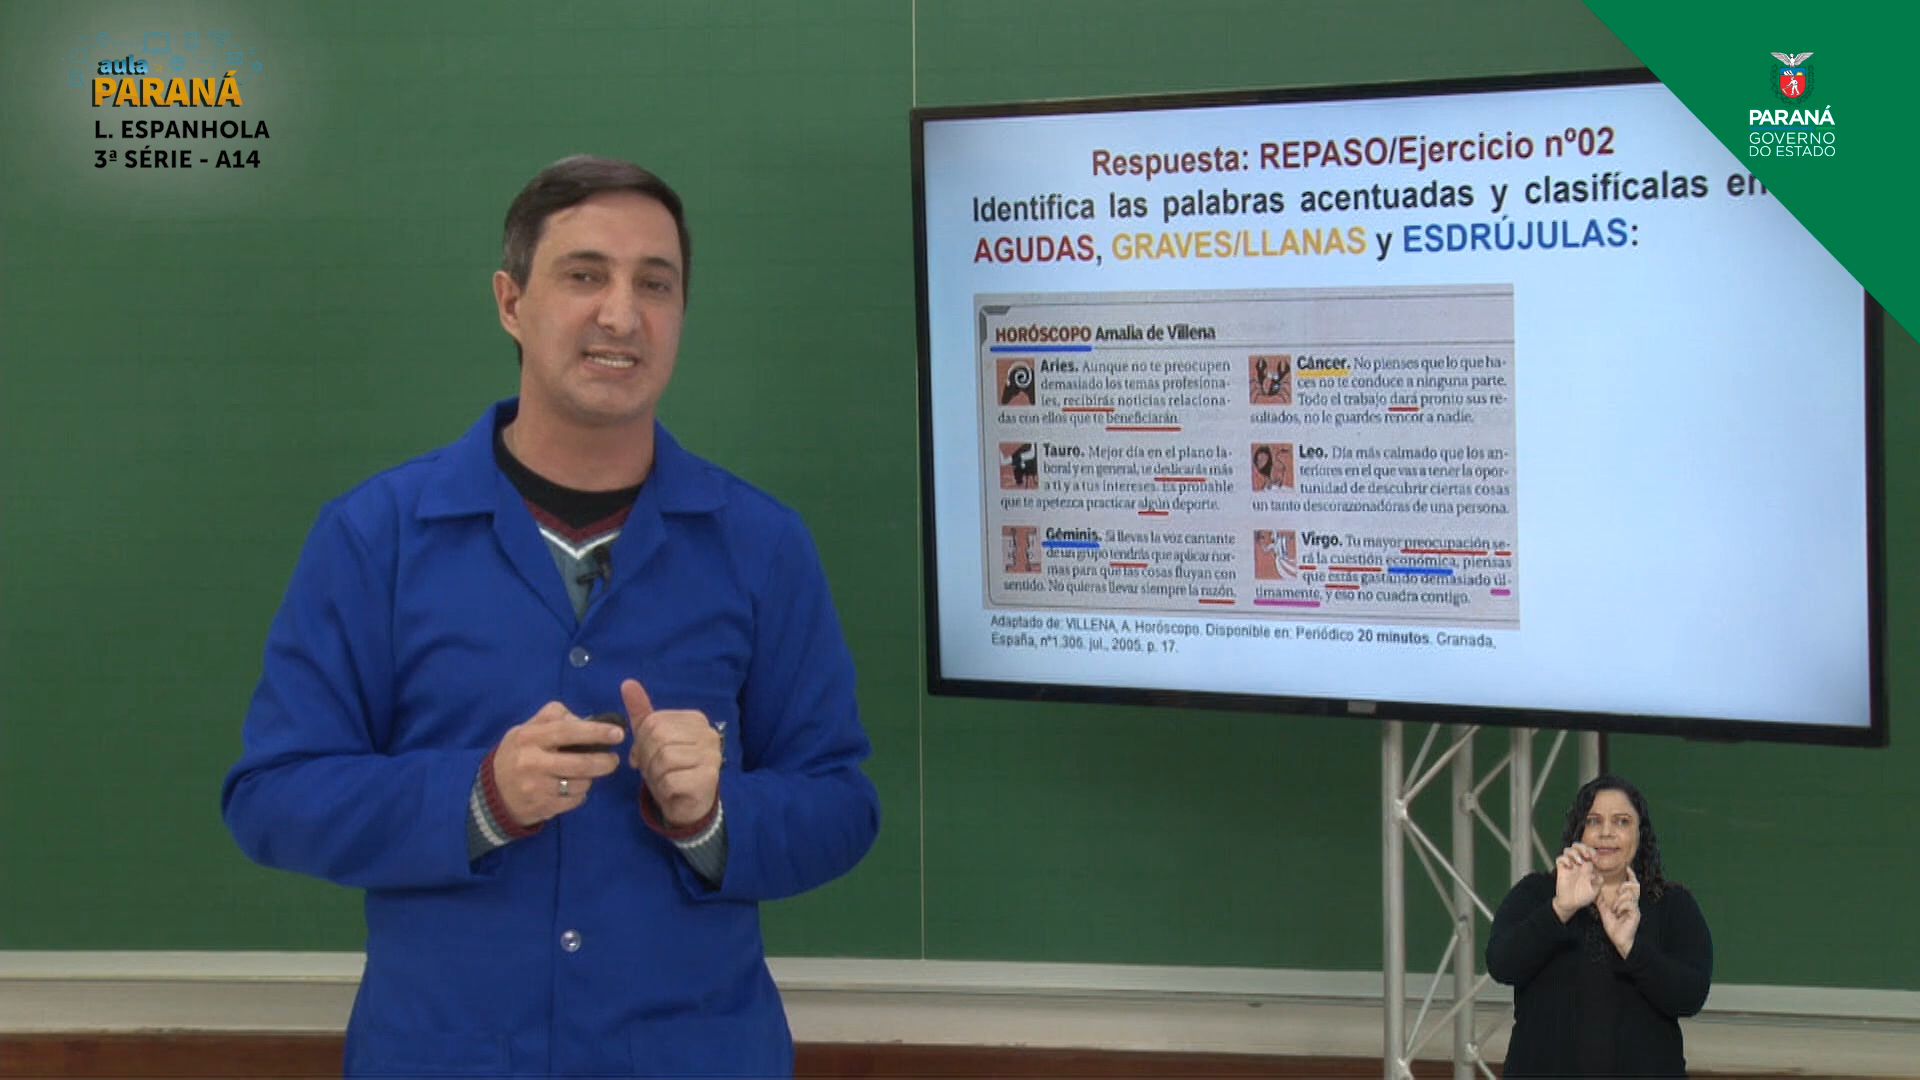 aula
PARANÁ
L. ESPANHOLA
3ª SÉRIE - A14
PARANÁ
GOVERNO
DO ESTADO
Respuesta: REPASO/Ejercicio nº02
Identifica las palabras acentuadas y clasifícalas en
AGUDAS, GRAVES/LLANAS y ESDRÚJULAS:
HORÓSCOPO Amalia de Villena
Aries. Aunque no te preocupen
demasiado los temas profesiona-
les, recibirás noticias relaciona-
das con ellos que te beneficiarán.
Tauro. Mejor día en el plano la-
boral y en general, te dedicarás más
a ti y a tus intereses. Es probable
que te apetezca practicar algún deporte.
Géminis. Si llevas la voz cantante
de un grupo tendrás que aplicar nor-
mas para que las cosas fluyan con
sentido. No quieras llevar siempre la razón.
Cáncer. No pienses que lo que ha-
ces no te conduce a ninguna parte.
Todo el trabajo dará pronto sus re-
sultados, no le guardes rencor a nadie.
Leo. Día más calmado que los an-
teriores en el que vas a tener la opor-
tunidad de descubrir ciertas cosas
un tanto descorazonadoras de una persona.
Virgo. Tu mayor preocupación se-
rá la cuestión económica, piensas
que estás gastando demasiado úl-
timamente, y eso no cuadra contigo.
Adaptado de: VILLENA, A. Horóscopo. Disponible en: Periódico 20 minutos. Granada,
España, nº1.306. jul., 2005. p. 17.